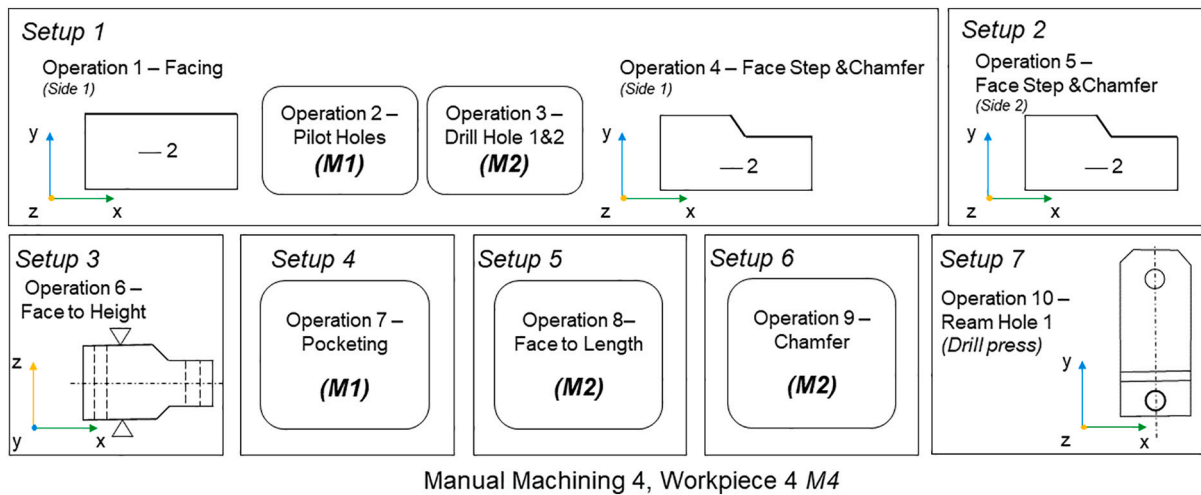 Setup 1
Operation 1 – Facing
(Side 1)
y
2
z
x
Operation 2 –
Pilot Holes
(M1)
Operation 3 –
Drill Hole 1&2
(M2)
Operation 4 – Face Step &Chamfer
(Side 1)
y
2
z
x
Setup 2
Operation 5 –
Face Step &Chamfer
(Side 2)
y
2
z
x
Setup 3
Operation 6 –
Face to Height
z
y
x
Setup 4
Operation 7 –
Pocketing
(M1)
Setup 5
Operation 8–
Face to Length
(M2)
Setup 6
Operation 9 –
Chamfer
(M2)
Setup 7
Operation 10 –
Ream Hole 1
(Drill press)
y
z
x
Manual Machining 4, Workpiece 4 M4